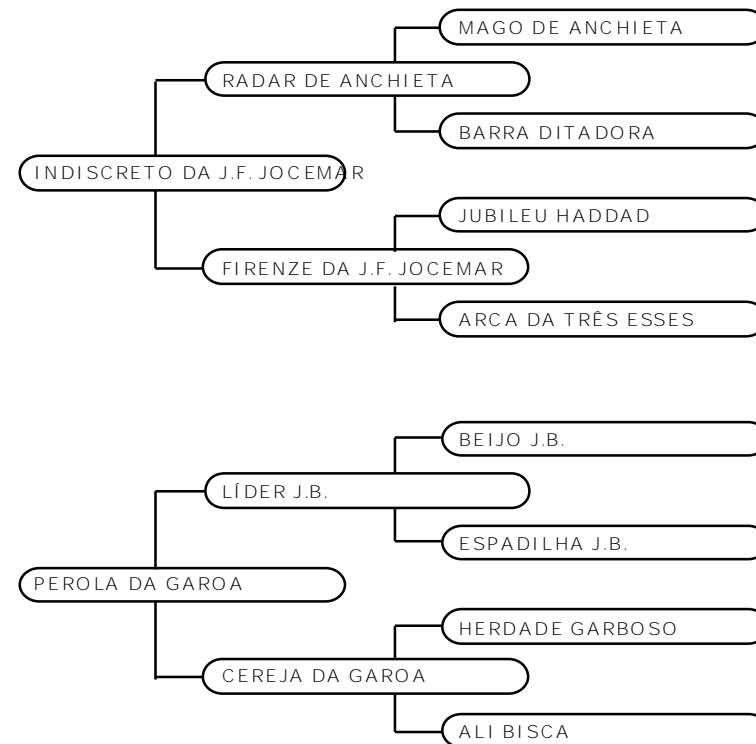 MAGO DE ANCHIETA
RADAR DE ANCHIETA
BARRA DITADORA
INDISCRETO DA J.F. JOCEMAR
JUBILEU HADDAD
FIRENZE DA J.F. JOCEMAR
ARCA DA TRÊS ESSES
BEIJO J.B.
LÍDER J.B.
ESPADILHA J.B.
PEROLA DA GAROA
HERDADE GARBOSO
CEREJA DA GAROA
ALI BISCA